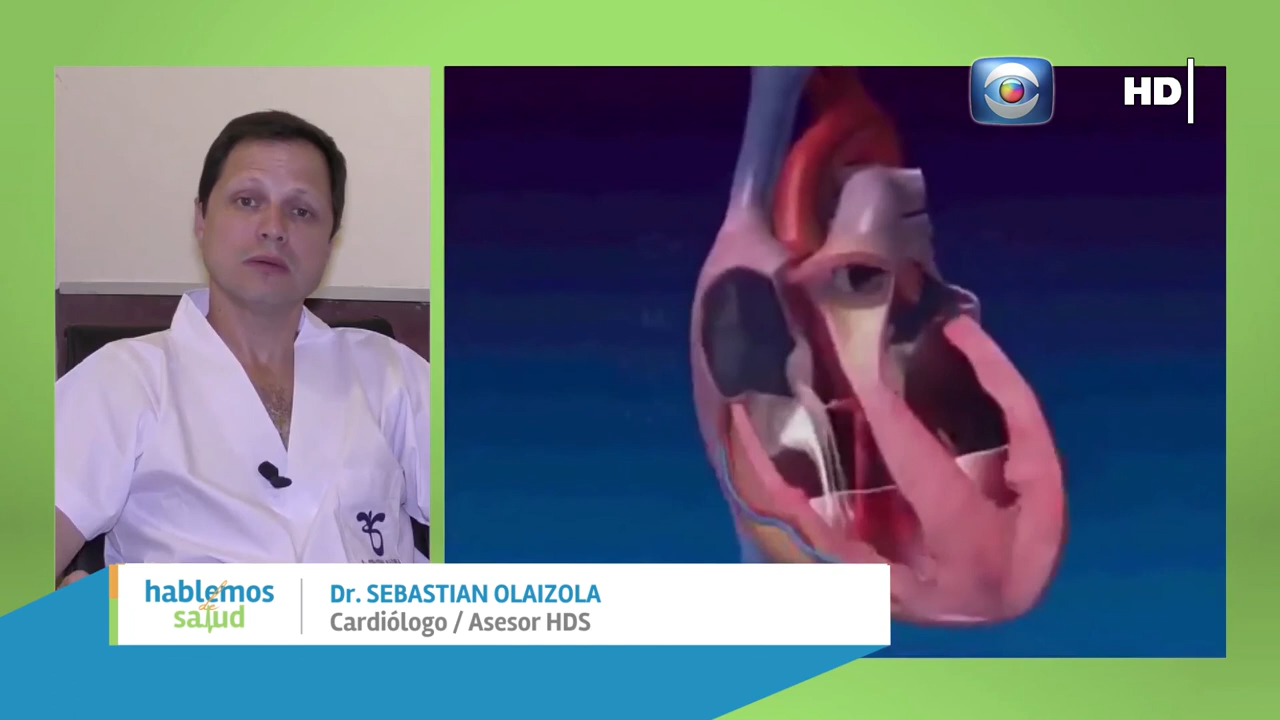 HD
hablemos
de
salud
Dr. SEBASTIAN OLAIZOLA
Cardiólogo / Asesor HDS